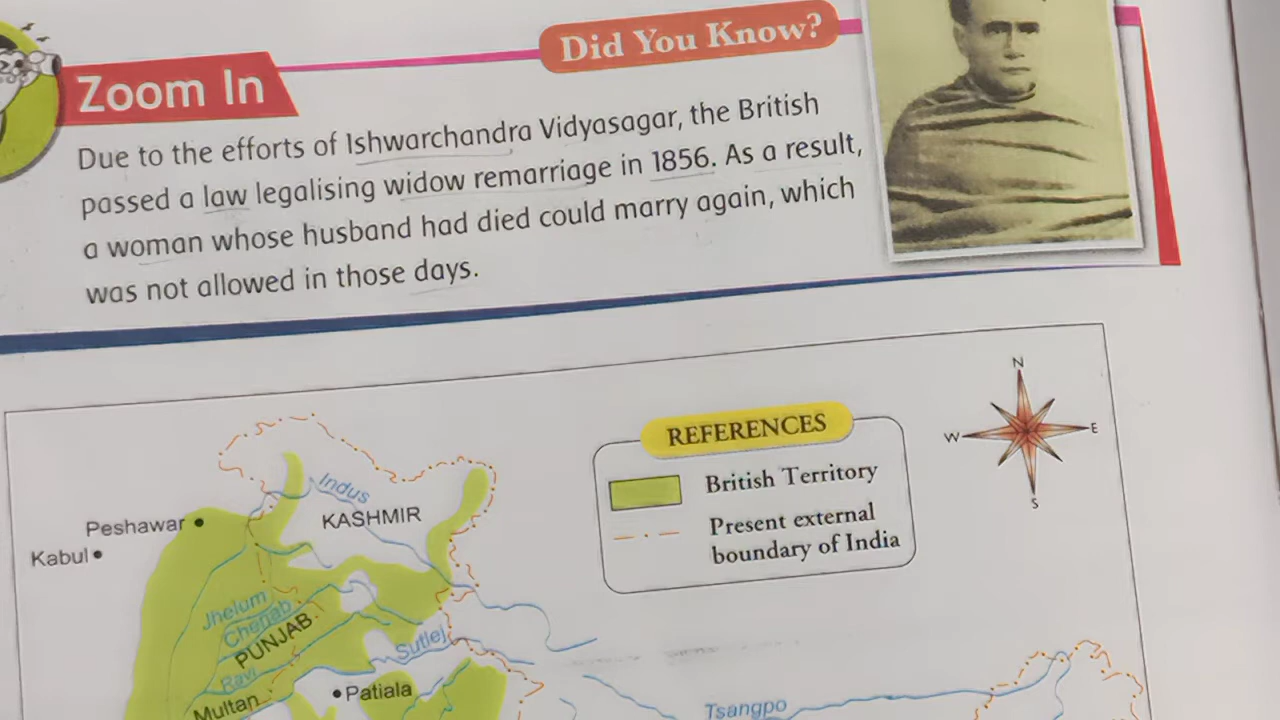 Did You Know?
Zoom In
Due to the efforts of Ishwarchandra Vidyasagar, the British
passed a law legalising widow remarriage in 1856. As a result,
a woman whose husband had died could marry again, which
was not allowed in those days.
REFERENCES
British Territory
Present external
boundary of India
N
W
E
S
Indus
KASHMIR
Peshawar
Kabul
Jhelum
Chenab
PUNJAB
Ravi
Sutlej
Multan
Patiala
Tsangpo